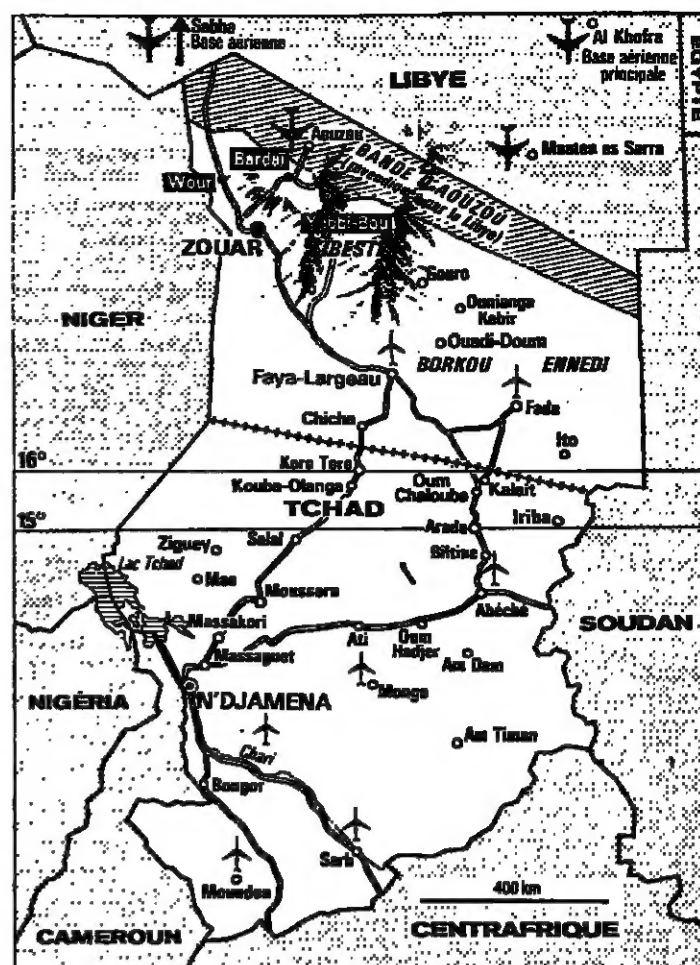 Sebha
Base aérienne
Al Khofra
Base aérienne
principale
LIBYE
Aouzou
Maaten es Sarra
Bardaï
BANDE D'AOUZOU
Wour
ZOUAR
TIBESTI
Gouro
Ounianga
Kebir
NIGER
Ouadi-Doum
BORKOU
ENNEDI
Faya-Largeau
Fada
Chicha
Ito
Koro Toro
16°
Kouba-Olanga
Oum
Chalouba
Kalait
TCHAD
Arada
Iriba
15°
Ziguey
Salal
Biltine
Lac Tchad
Mao
Moussoro
Abéché
Massakori
SOUDAN
Ati
Oum
Hadjer
Am Dam
Massaguet
Mongo
NIGÉRIA
N'DJAMENA
Am Timan
Chari
Bongor
Sarh
Moundou
400 km
CAMEROUN
CENTRAFRIQUE